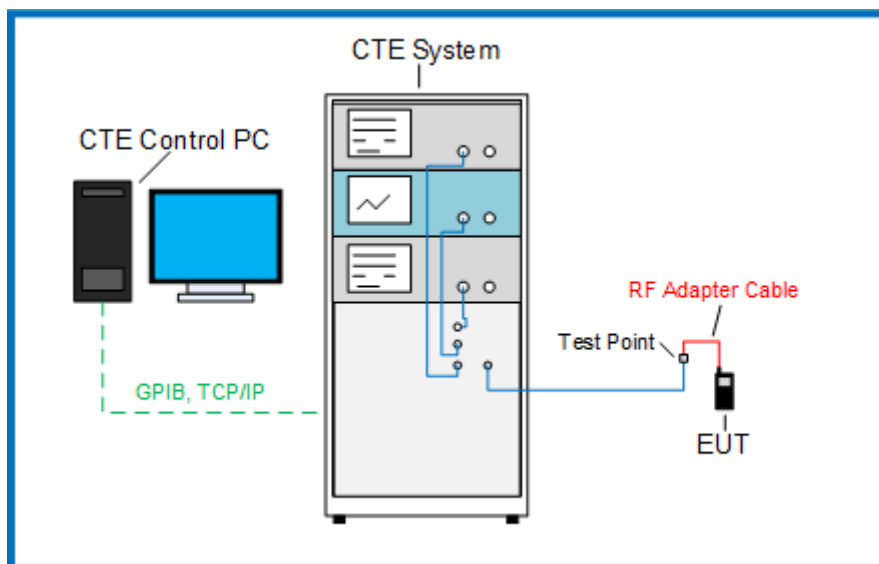 CTE System
CTE Control PC
RF Adapter Cable
Test Point
GPIB, TCP/IP
EUT